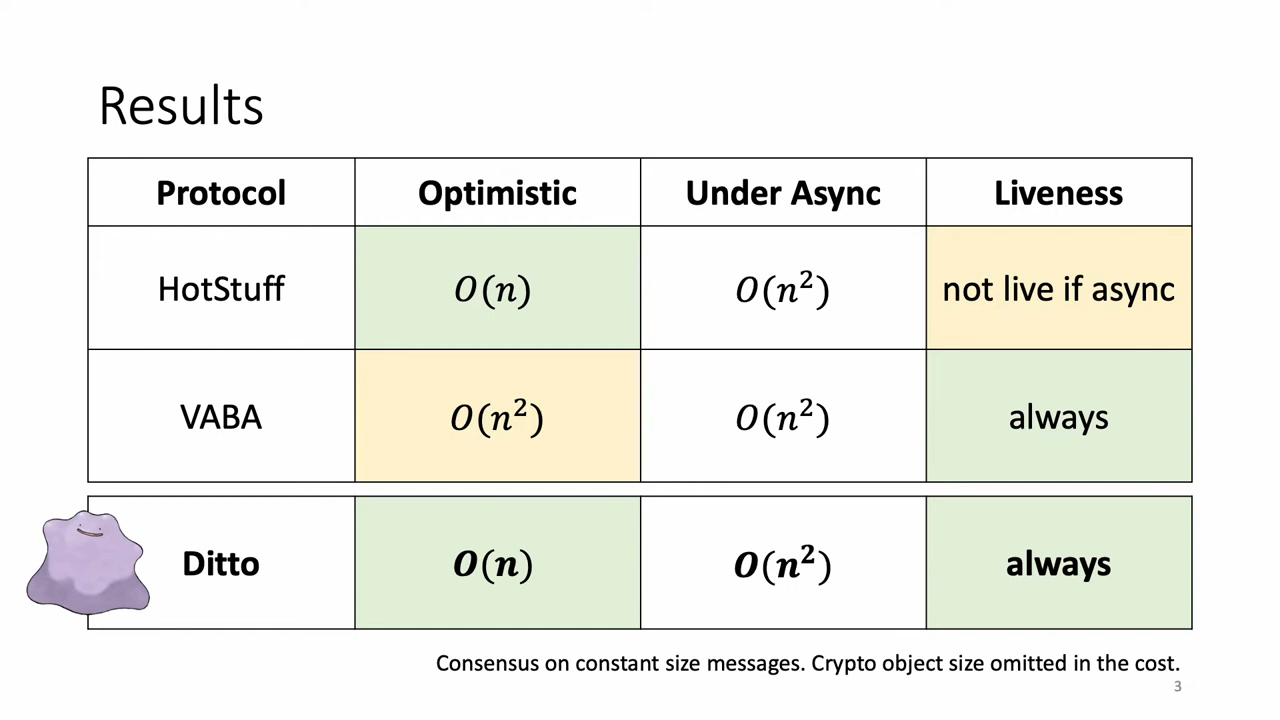 Results
Protocol Optimistic Under Async Liveness
HotStuff O(n) O(n²) not live if async
VABA O(n²) O(n²) always
Ditto O(n) O(n²) always
Consensus on constant size messages. Crypto object size omitted in the cost.
3